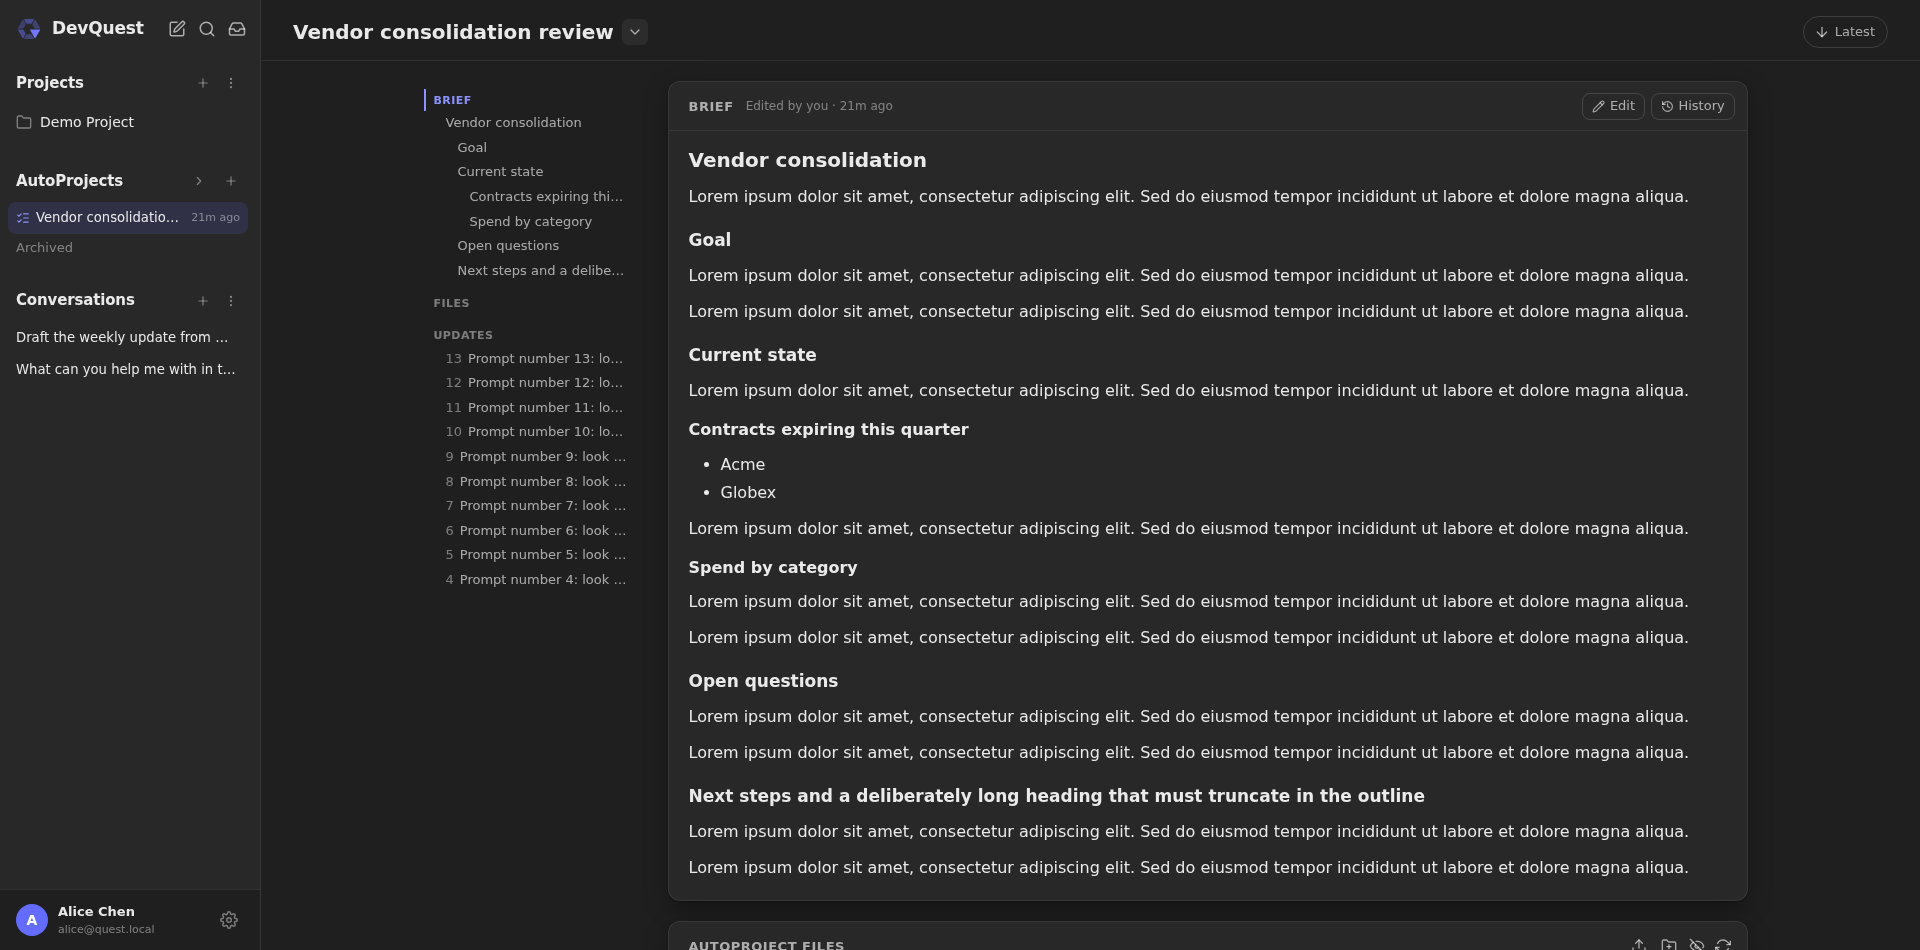 DevQuest
Projects
Demo Project
AutoProjects
Vendor consolidatio... 21m ago
Archived
Conversations
Draft the weekly update from ...
What can you help me with in t...
A
Alice Chen
alice@quest.local
Vendor consolidation review
Latest
BRIEF
Vendor consolidation
Goal
Current state
Contracts expiring thi...
Spend by category
Open questions
Next steps and a delibe...
FILES
UPDATES
13 Prompt number 13: lo...
12 Prompt number 12: lo...
11 Prompt number 11: lo...
10 Prompt number 10: lo...
9 Prompt number 9: look ...
8 Prompt number 8: look ...
7 Prompt number 7: look ...
6 Prompt number 6: look ...
5 Prompt number 5: look ...
4 Prompt number 4: look ...
BRIEF Edited by you · 21m ago Edit History
Vendor consolidation
Lorem ipsum dolor sit amet, consectetur adipiscing elit. Sed do eiusmod tempor incididunt ut labore et dolore magna aliqua.
Goal
Lorem ipsum dolor sit amet, consectetur adipiscing elit. Sed do eiusmod tempor incididunt ut labore et dolore magna aliqua.
Lorem ipsum dolor sit amet, consectetur adipiscing elit. Sed do eiusmod tempor incididunt ut labore et dolore magna aliqua.
Current state
Lorem ipsum dolor sit amet, consectetur adipiscing elit. Sed do eiusmod tempor incididunt ut labore et dolore magna aliqua.
Contracts expiring this quarter
• Acme
• Globex
Lorem ipsum dolor sit amet, consectetur adipiscing elit. Sed do eiusmod tempor incididunt ut labore et dolore magna aliqua.
Spend by category
Lorem ipsum dolor sit amet, consectetur adipiscing elit. Sed do eiusmod tempor incididunt ut labore et dolore magna aliqua.
Lorem ipsum dolor sit amet, consectetur adipiscing elit. Sed do eiusmod tempor incididunt ut labore et dolore magna aliqua.
Open questions
Lorem ipsum dolor sit amet, consectetur adipiscing elit. Sed do eiusmod tempor incididunt ut labore et dolore magna aliqua.
Lorem ipsum dolor sit amet, consectetur adipiscing elit. Sed do eiusmod tempor incididunt ut labore et dolore magna aliqua.
Next steps and a deliberately long heading that must truncate in the outline
Lorem ipsum dolor sit amet, consectetur adipiscing elit. Sed do eiusmod tempor incididunt ut labore et dolore magna aliqua.
Lorem ipsum dolor sit amet, consectetur adipiscing elit. Sed do eiusmod tempor incididunt ut labore et dolore magna aliqua.
AUTOPROJECT FILES